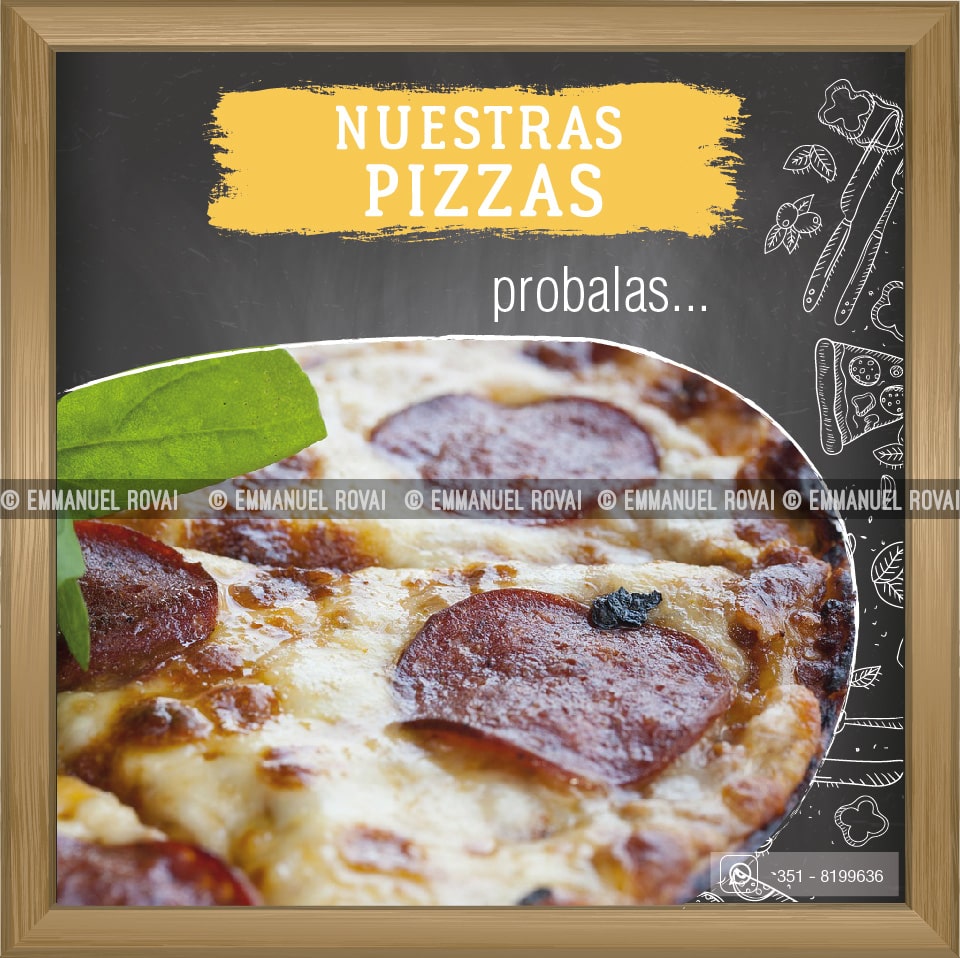 NUESTRAS
PIZZAS
probalas...
© EMMANUEL ROVAI © EMMANUEL ROVAI © EMMANUEL ROVAI © EMMANUEL ROVAI © EMMANUEL ROVAI
351 - 8199636